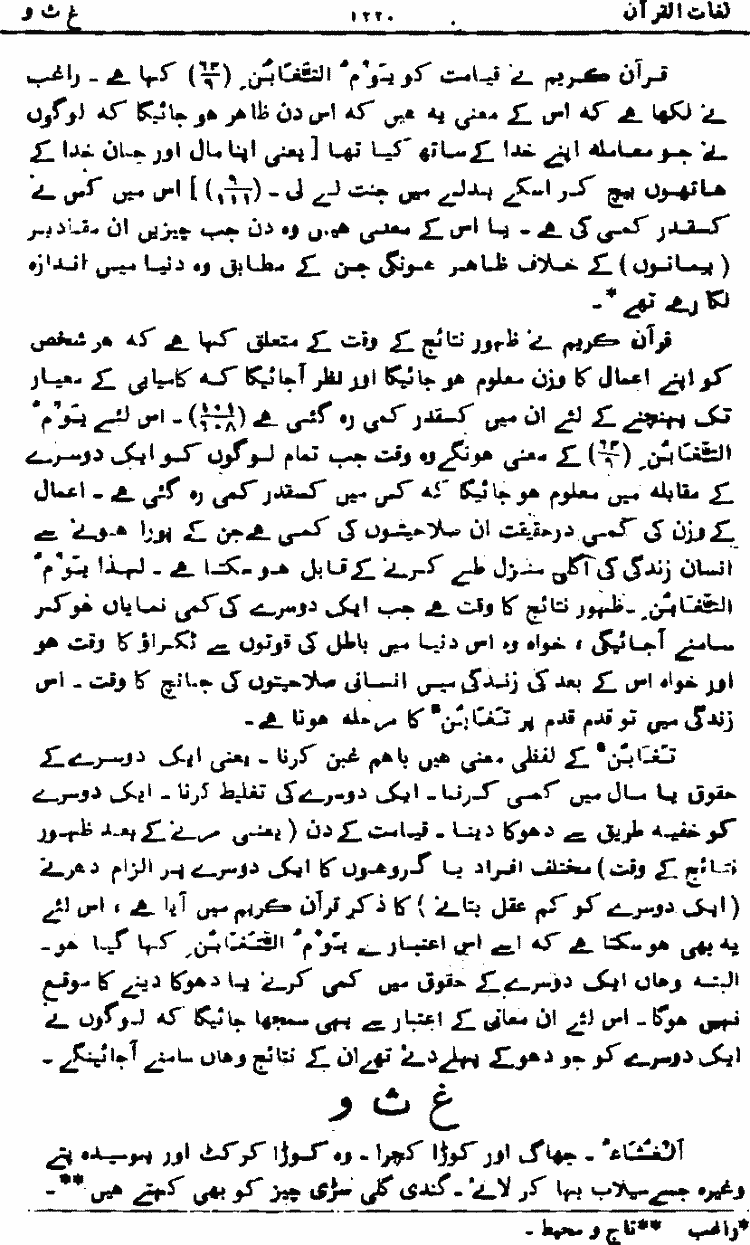 لغات القرآن ۱۲۲۰ غ ث و
قرآن کریم نے قیامت کو یَوْمُ التَّغَابُنِ (۶۴/۹) کہا ہے ۔ راغب
نے لکھا ہے کہ اس کے معنی یہ ہیں کہ اس دن ظاہر ہو جائیگا کہ لوگوں
نے جو معاملہ اپنے خدا کے ساتھ کیا تھا [ یعنی اپنا مال اور جان خدا کے
ہاتھوں بیچ کر اسکے بدلے میں جنت لے لی ۔ (۹/۱۱۱) ] اس میں کس نے
کسقدر کمی کی ہے ۔ یا اس کے معنی ہیں وہ دن جب چیزیں ان مقادیر
( پیمانوں ) کے خلاف ظاہر ہونگی جن کے مطابق وہ دنیا میں اندازہ
لگا رہے تھے * ۔
قرآن کریم نے ظہور نتائج کے وقت کے متعلق کہا ہے کہ ہر شخص
کو اپنے اعمال کا وزن معلوم ہو جائیگا اور نظر آجائیگا کہ کامیابی کے معیار
تک پہنچنے کے لئے ان میں کسقدر کمی رہ گئی ہے ۔ اس لئے یَوْمُ
التَّغَابُنِ (۶۴/۹) کے معنی ہونگے وہ وقت جب تمام لوگوں کو ایک دوسرے
کے مقابلہ میں معلوم ہو جائیگا کہ کس میں کسقدر کمی رہ گئی ہے ۔ اعمال
کے وزن کی کمی درحقیقت ان صلاحیتوں کی کمی ہے جن کے پورا ہونے سے
انسان زندگی کی اگلی منزل طے کرنے کے قابل ہو سکتا ہے ۔ لہذا یَوْمُ
التَّغَابُنِ ۔ ظہور نتائج کا وقت ہے جب ایک دوسرے کی کمی نمایاں ہو کر
سامنے آجائیگی ، خواہ وہ اس دنیا میں باطل کی قوتوں سے ٹکراؤ کا وقت ہو
اور خواہ اس کے بعد کی زندگی میں انسانی صلاحیتوں کی جانچ کا وقت ۔ اس
زندگی میں تو قدم قدم پر تَغَابُنٌ کا مرحلہ ہوتا ہے ۔
تَغَابُنٌ کے لفظی معنی ہیں باہم غبن کرنا ۔ یعنی ایک دوسرے کے
حقوق یا مال میں کمی کرنا ۔ ایک دوسرے کی تغلیط کرنا ۔ ایک دوسرے
کو خفیہ طریق سے دھوکا دینا ۔ قیامت کے دن ( یعنی مرنے کے بعد ظہور
نتائج کے وقت ) مختلف افراد یا گروہوں کا ایک دوسرے پر الزام دھرنے
( ایک دوسرے کو کم عقل بتانے ) کا ذکر قرآن کریم میں آیا ہے ، اس لئے
یہ بھی ہو سکتا ہے کہ اسے اس اعتبار سے یَوْمُ التَّغَابُنِ کہا گیا ہو ۔
البتہ وہاں ایک دوسرے کے حقوق میں کمی کرنے یا دھوکا دینے کا موقع
نہیں ہوگا ۔ اس لئے ان معانی کے اعتبار سے یہی سمجھا جائیگا کہ لوگوں نے
ایک دوسرے کو جو دھوکے پہلے دئے تھے ان کے نتائج وہاں سامنے آجائینگے ۔
غ ث و
اَلْغُثَاءُ ۔ جھاگ اور کوڑا کچرا ۔ وہ کوڑا کرکٹ اور بوسیدہ پتے
وغیرہ جسے سیلاب بہا کر لائے ۔ گندی گلی سڑی چیز کو بھی کہتے ہیں ** ۔
*راغب **تاج و محیط ۔